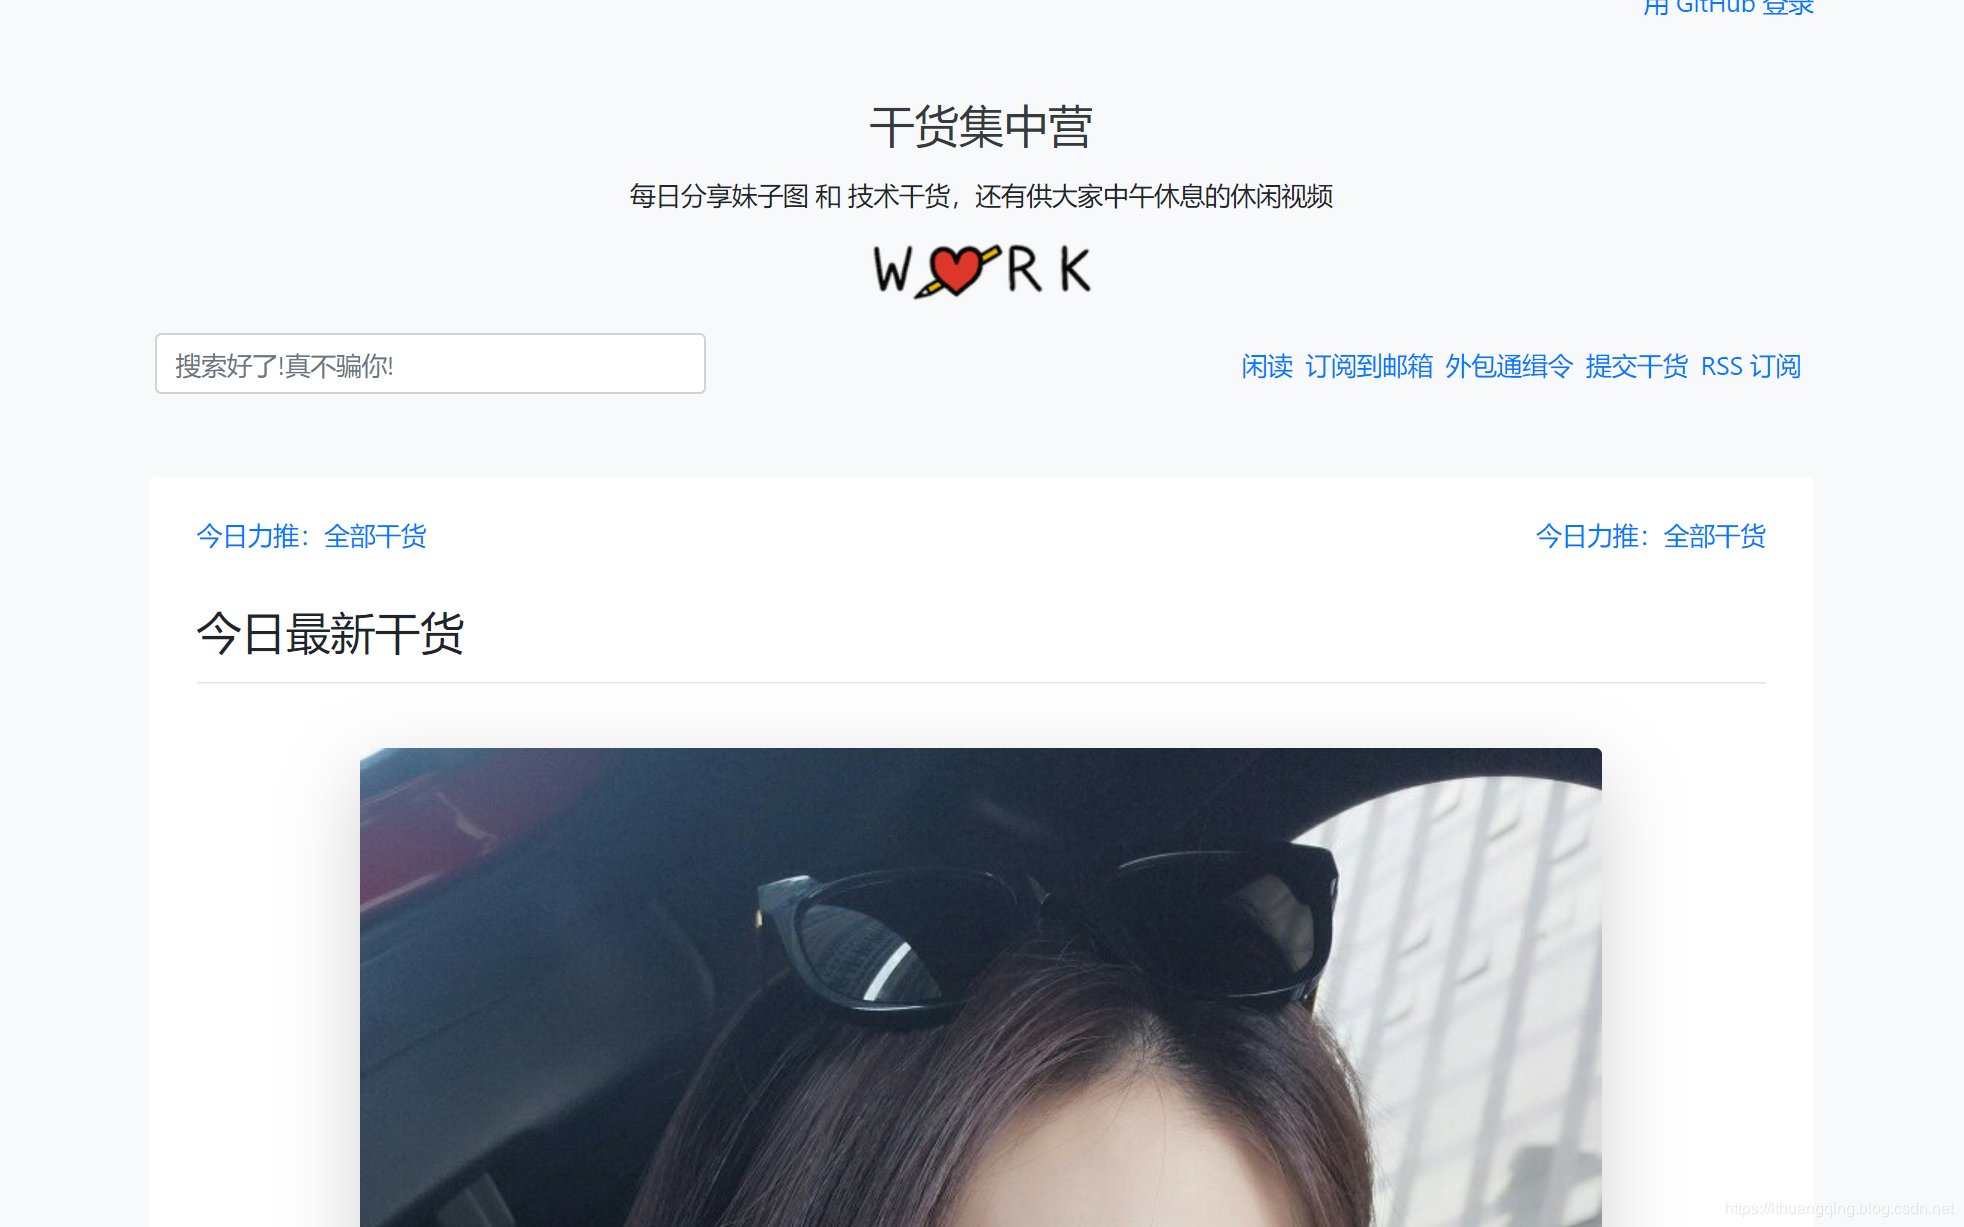 用 GitHub 登录
干货集中营
每日分享妹子图 和 技术干货，还有供大家中午休息的休闲视频
W RK
搜索好了!真不骗你!
闲读 订阅到邮箱 外包通缉令 提交干货 RSS 订阅
今日力推：全部干货
今日力推：全部干货
今日最新干货
https://ithuangqing.blog.csdn.net